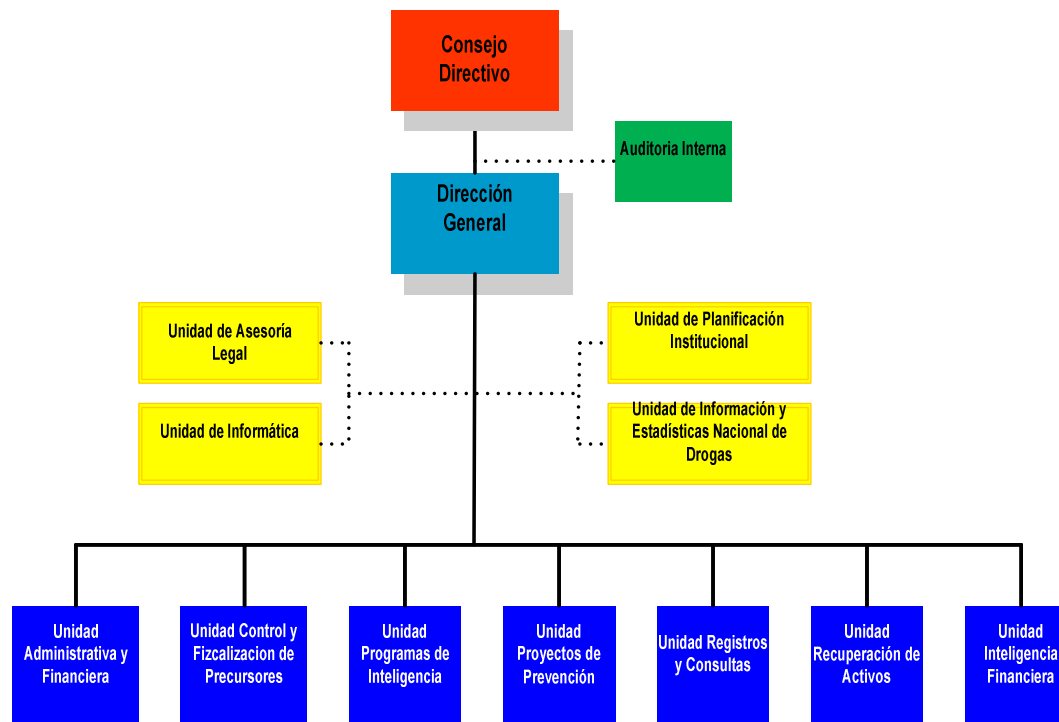 Consejo
Directivo
Auditoria Interna
Dirección
General
Unidad de Asesoría
Legal
Unidad de Planificación
Institucional
Unidad de Informática
Unidad de Información y
Estadísticas Nacional de
Drogas
Unidad
Administrativa y
Financiera
Unidad Control y
Fizcalizacion de
Precursores
Unidad
Programas de
Inteligencia
Unidad
Proyectos de
Prevención
Unidad Registros
y Consultas
Unidad
Recuperación de
Activos
Unidad
Inteligencia
Financiera